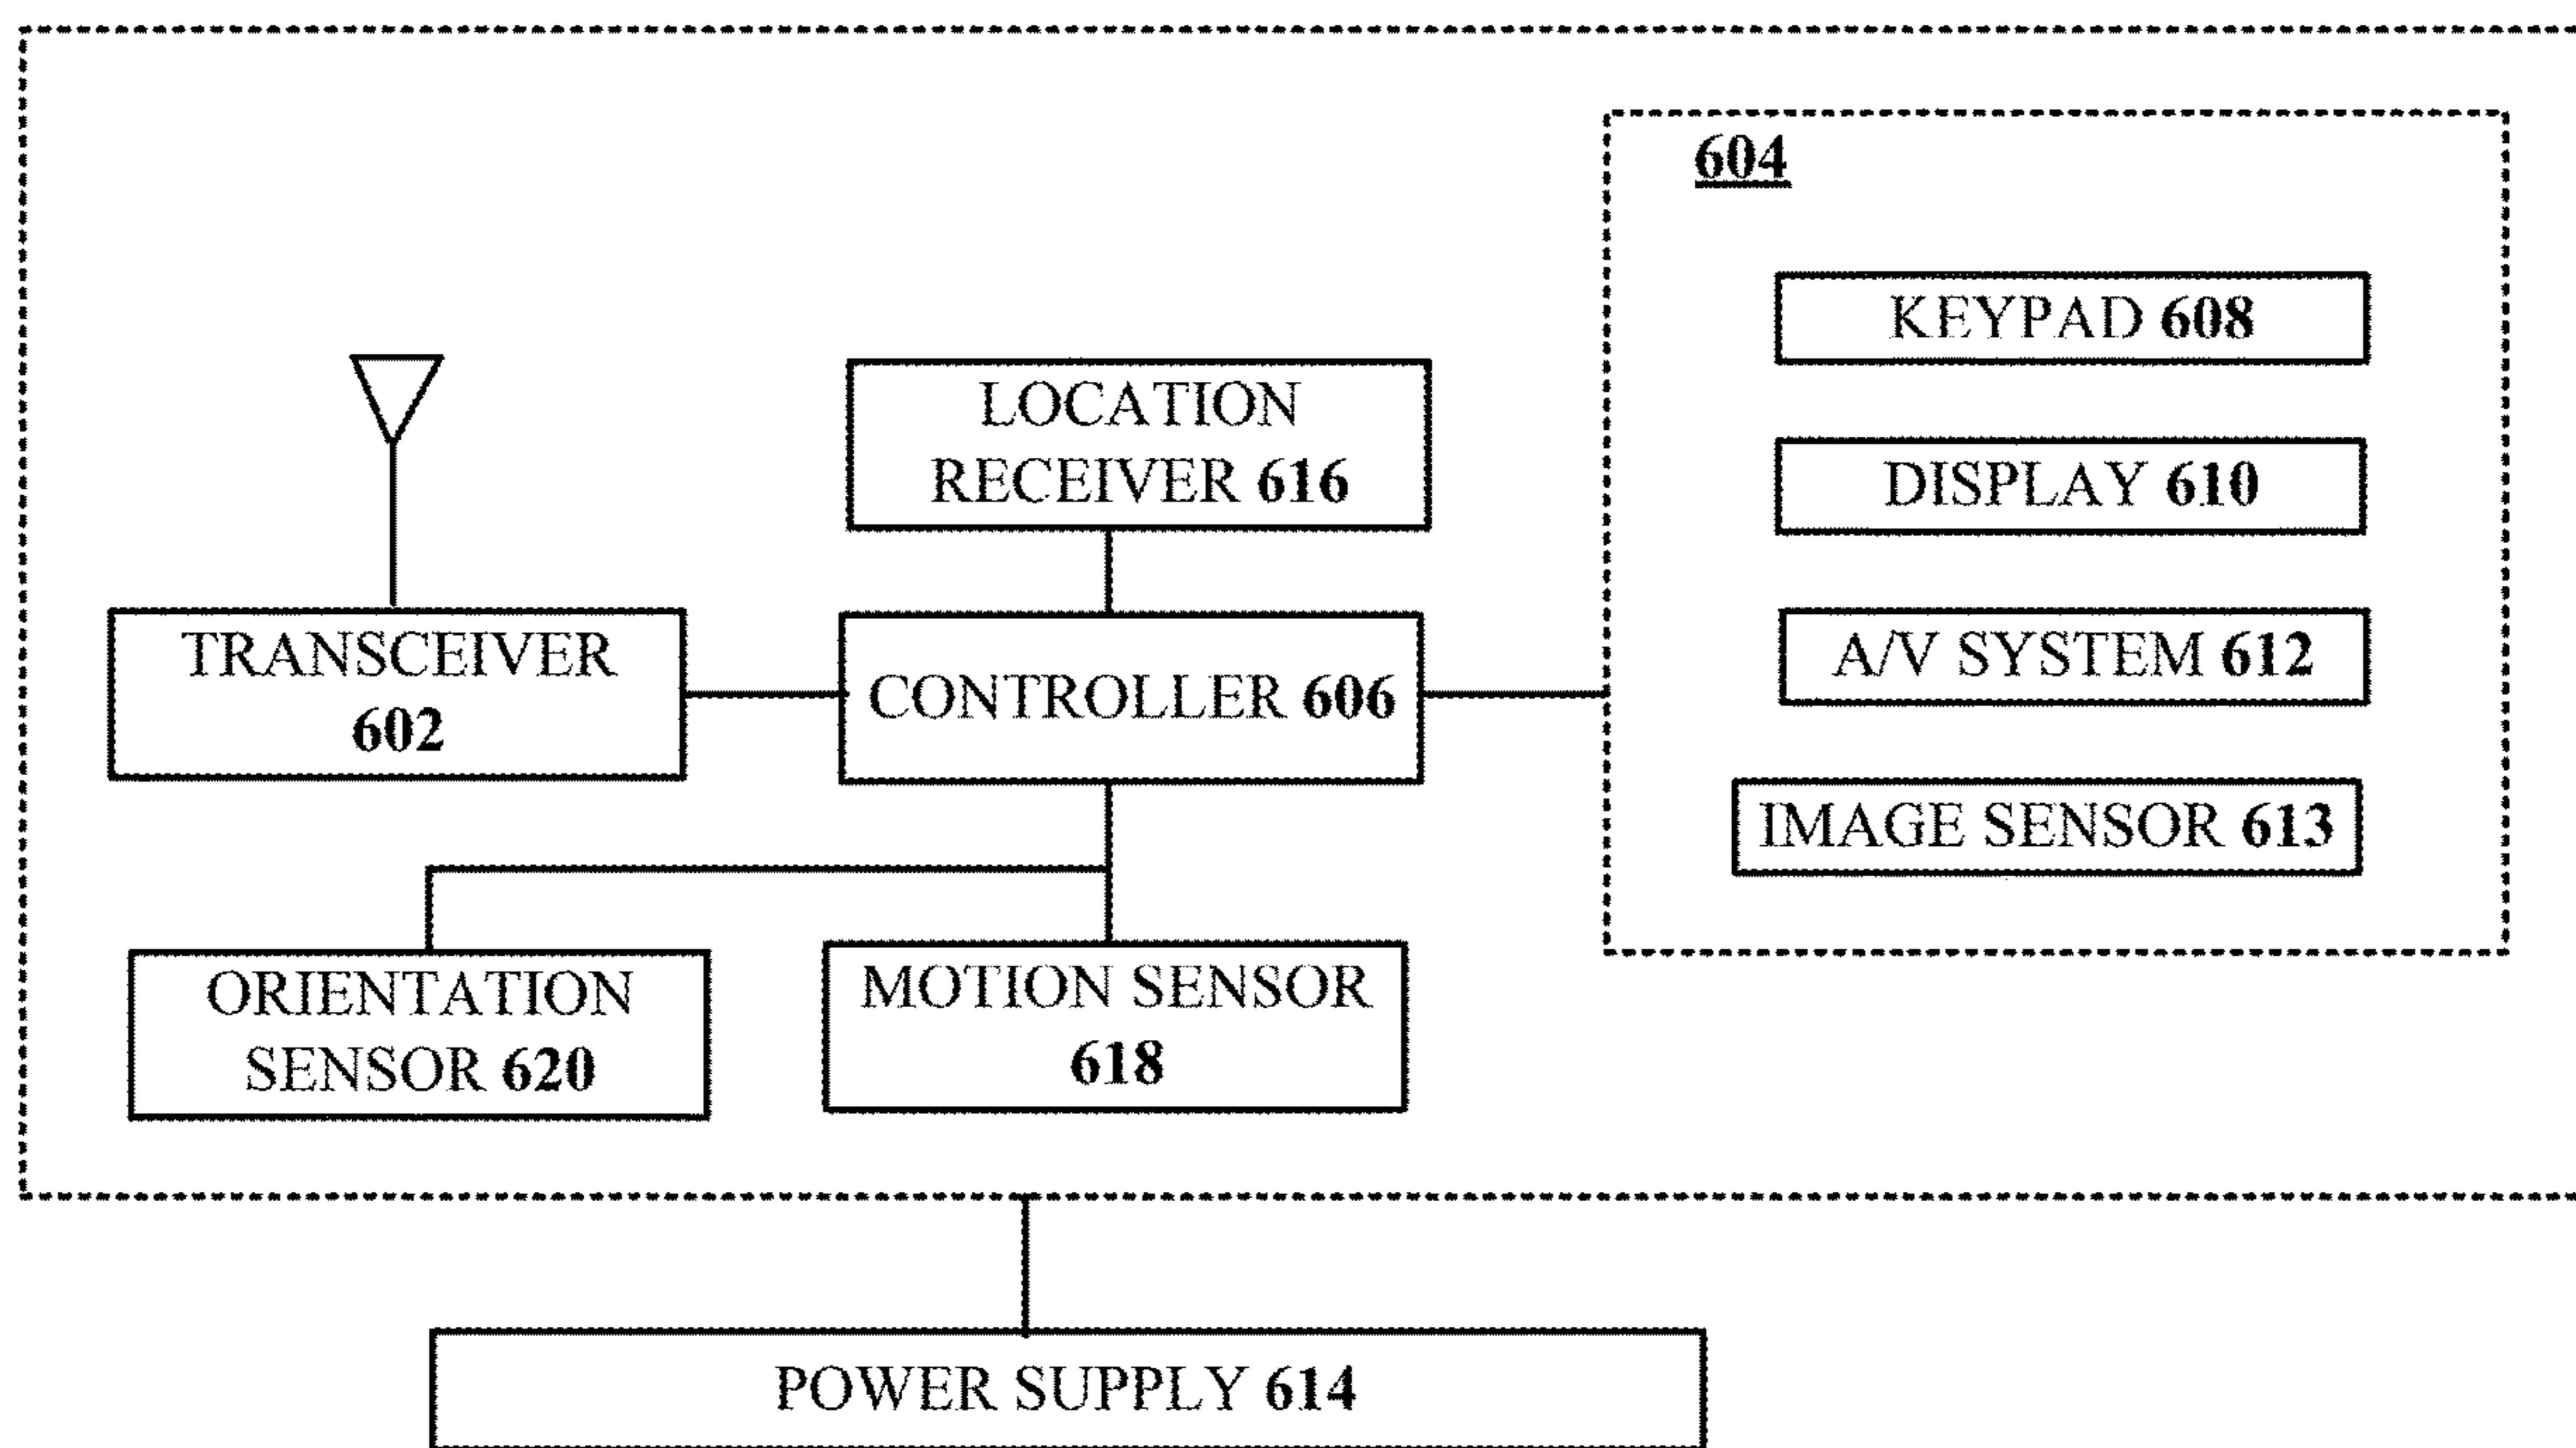 604
KEYPAD 608
LOCATION
RECEIVER 616
DISPLAY 610
TRANSCEIVER
602
CONTROLLER 606
A/V SYSTEM 612
IMAGE SENSOR 613
ORIENTATION
SENSOR 620
MOTION SENSOR
618
POWER SUPPLY 614